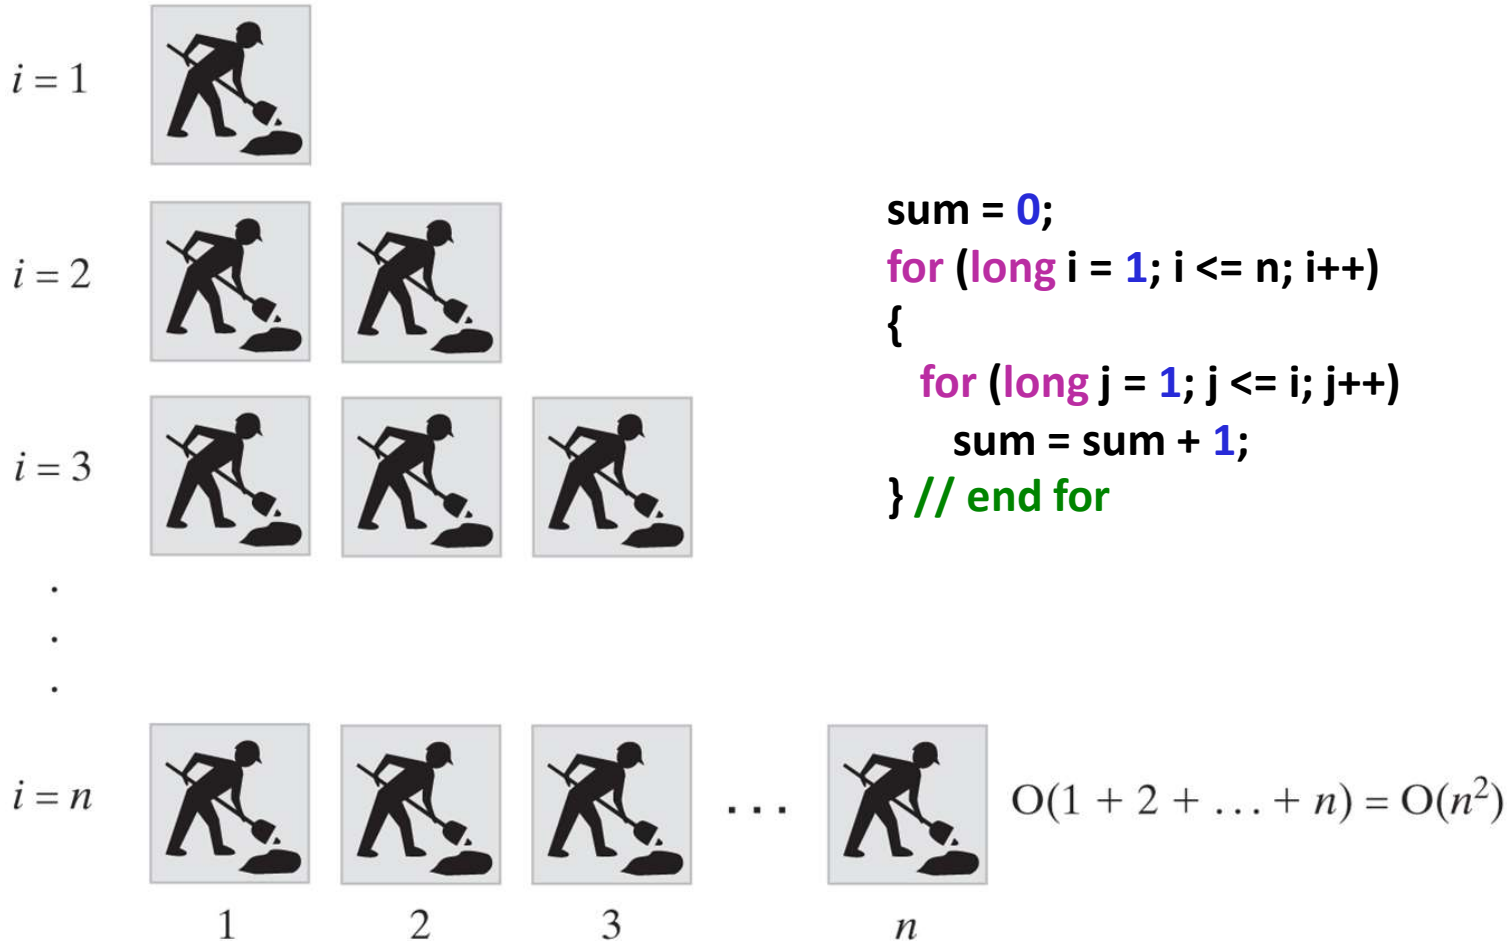 i = 1
i = 2
i = 3
.
.
.
i = n
1 2 3 n
. . .
O(1 + 2 + . . . + n) = O(n²)
sum = 0;
for (long i = 1; i <= n; i++)
{
for (long j = 1; j <= i; j++)
sum = sum + 1;
} // end for